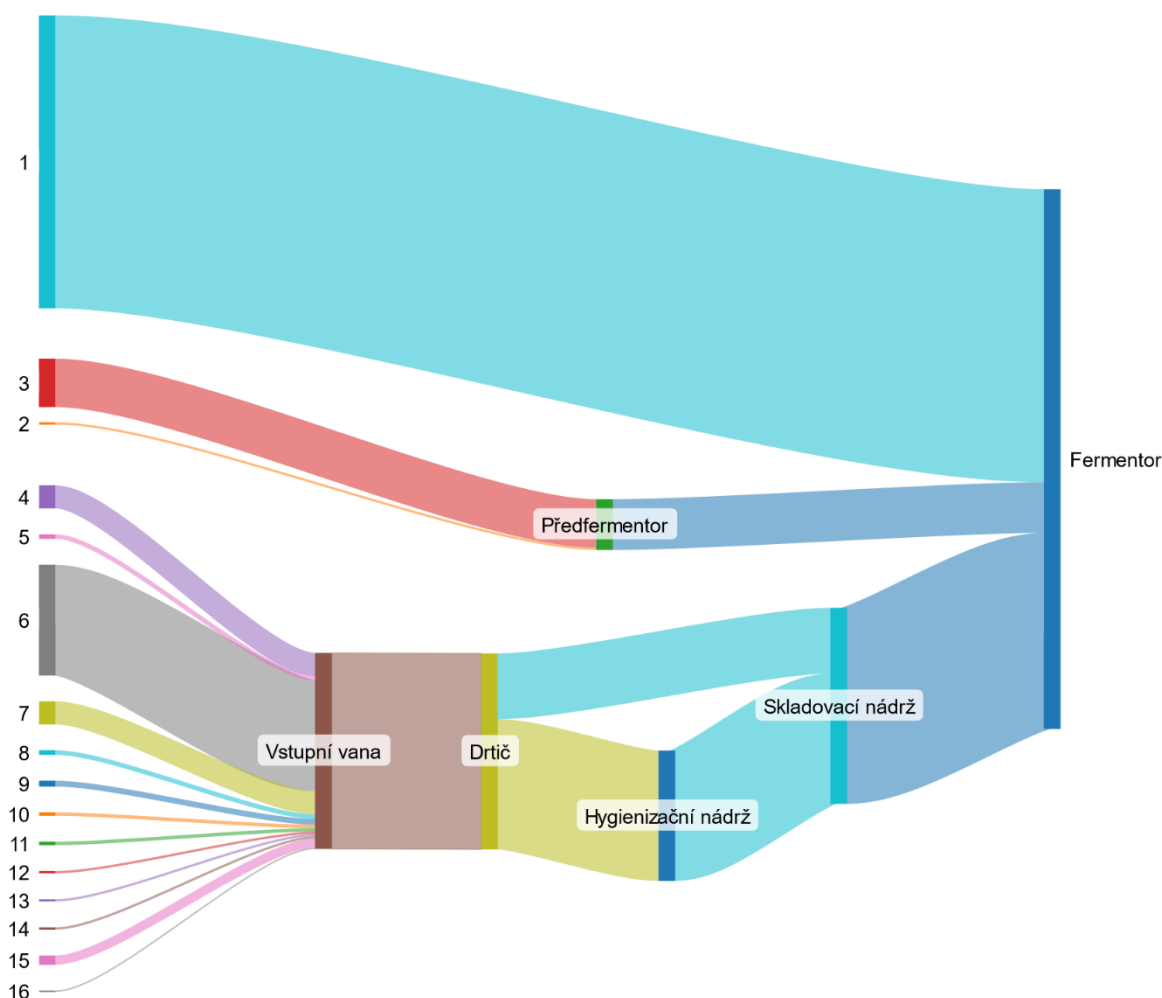 1
3
2
Fermentor
4
Předfermentor
5
6
Skladovací nádrž
7
Vstupní vana
Drtič
8
9
10
Hygienizační nádrž
11
12
13
14
15
16